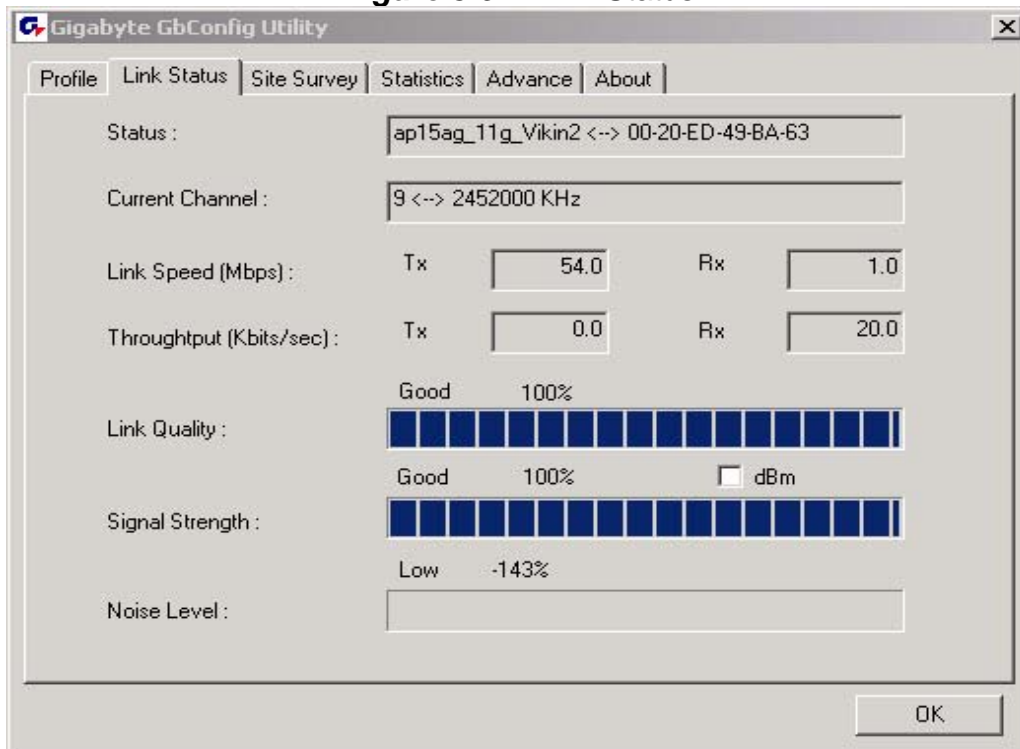 Gigabyte GbConfig Utility
Profile Link Status Site Survey Statistics Advance About
Status : ap15ag_11g_Vikin2 <--> 00-20-ED-49-BA-63
Current Channel : 9 <--> 2452000 KHz
Link Speed (Mbps) : Tx 54.0 Rx 1.0
Throughtput (Kbits/sec) : Tx 0.0 Rx 20.0
Good 100%
Link Quality :
Good 100% dBm
Signal Strength :
Low -143%
Noise Level :
OK